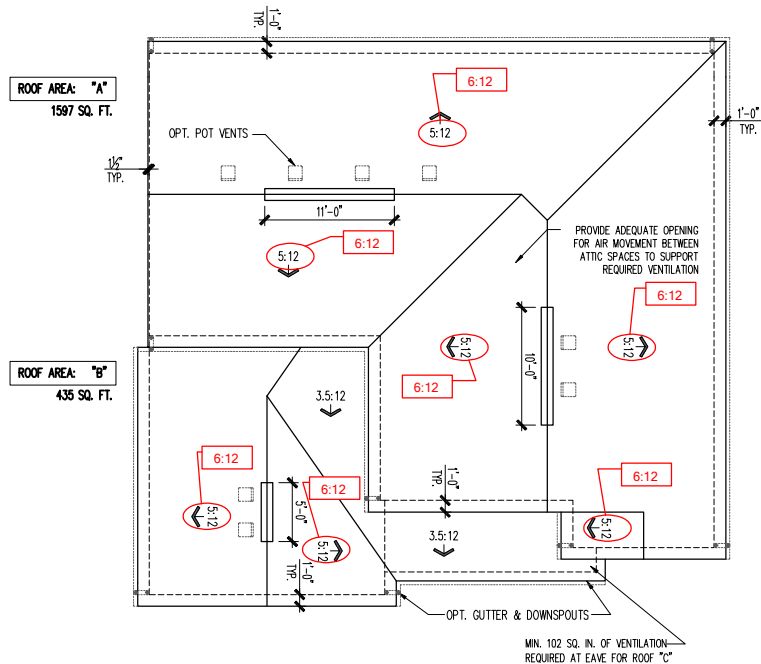 1'-0"
TYP.
ROOF AREA: "A"
1597 SQ. FT.
6:12
5:12
1'-0"
TYP.
OPT. POT VENTS
1½"
TYP.
11'-0"
PROVIDE ADEQUATE OPENING
FOR AIR MOVEMENT BETWEEN
ATTIC SPACES TO SUPPORT
REQUIRED VENTILATION
6:12
5:12
6:12
5:12
5:12
6:12
10'-0"
ROOF AREA: "B"
435 SQ. FT.
3.5:12
6:12
6:12
6:12
1'-0"
TYP.
5:12
5'-0"
5:12
5:12
3.5:12
1'-0"
TYP.
OPT. GUTTER & DOWNSPOUTS
MIN. 102 SQ. IN. OF VENTILATION
REQUIRED AT EAVE FOR ROOF "C"